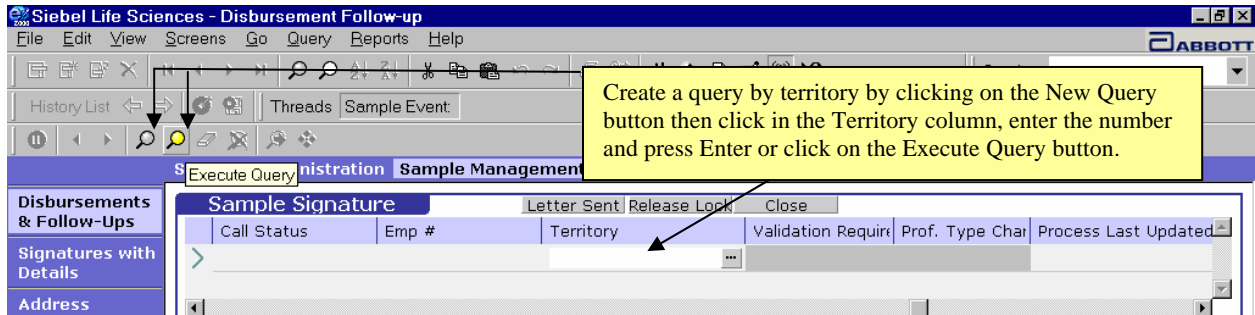 Siebel Life Sciences - Disbursement Follow-up
File Edit View Screens Go Query Reports Help
ABBOTT
History List Threads Sample Event:
Create a query by territory by clicking on the New Query
button then click in the Territory column, enter the number
and press Enter or click on the Execute Query button.
Execute Query
nistration Sample Management
Disbursements
& Follow-Ups
Sample Signature Letter Sent Release Lock Close
Call Status Emp # Territory Validation Require Prof. Type Char Process Last Updated
Signatures with
Details
Address